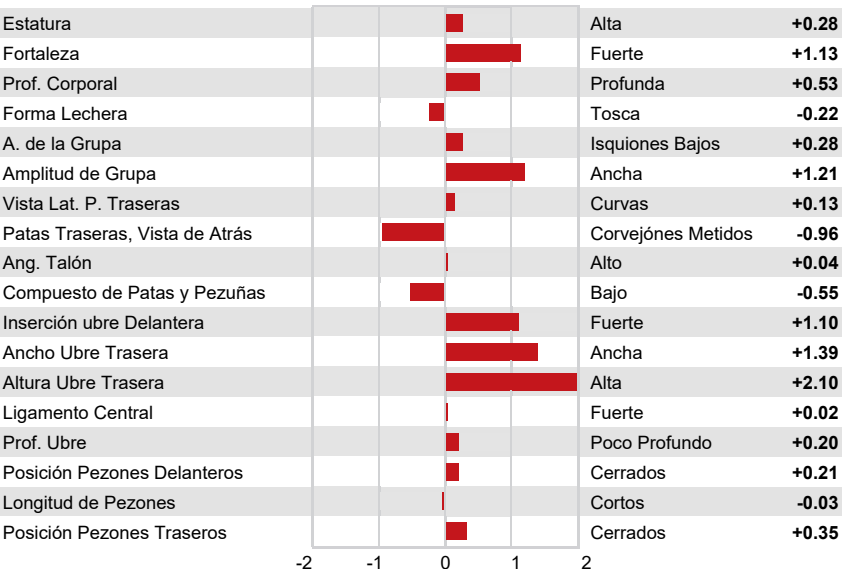 Estatura Alta +0.28
Fortaleza Fuerte +1.13
Prof. Corporal Profunda +0.53
Forma Lechera Tosca -0.22
A. de la Grupa Isquiones Bajos +0.28
Amplitud de Grupa Ancha +1.21
Vista Lat. P. Traseras Curvas +0.13
Patas Traseras, Vista de Atrás Corvejónes Metidos -0.96
Ang. Talón Alto +0.04
Compuesto de Patas y Pezuñas Bajo -0.55
Inserción ubre Delantera Fuerte +1.10
Ancho Ubre Trasera Ancha +1.39
Altura Ubre Trasera Alta +2.10
Ligamento Central Fuerte +0.02
Prof. Ubre Poco Profundo +0.20
Posición Pezones Delanteros Cerrados +0.21
Longitud de Pezones Cortos -0.03
Posición Pezones Traseros Cerrados +0.35
-2 -1 0 1 2